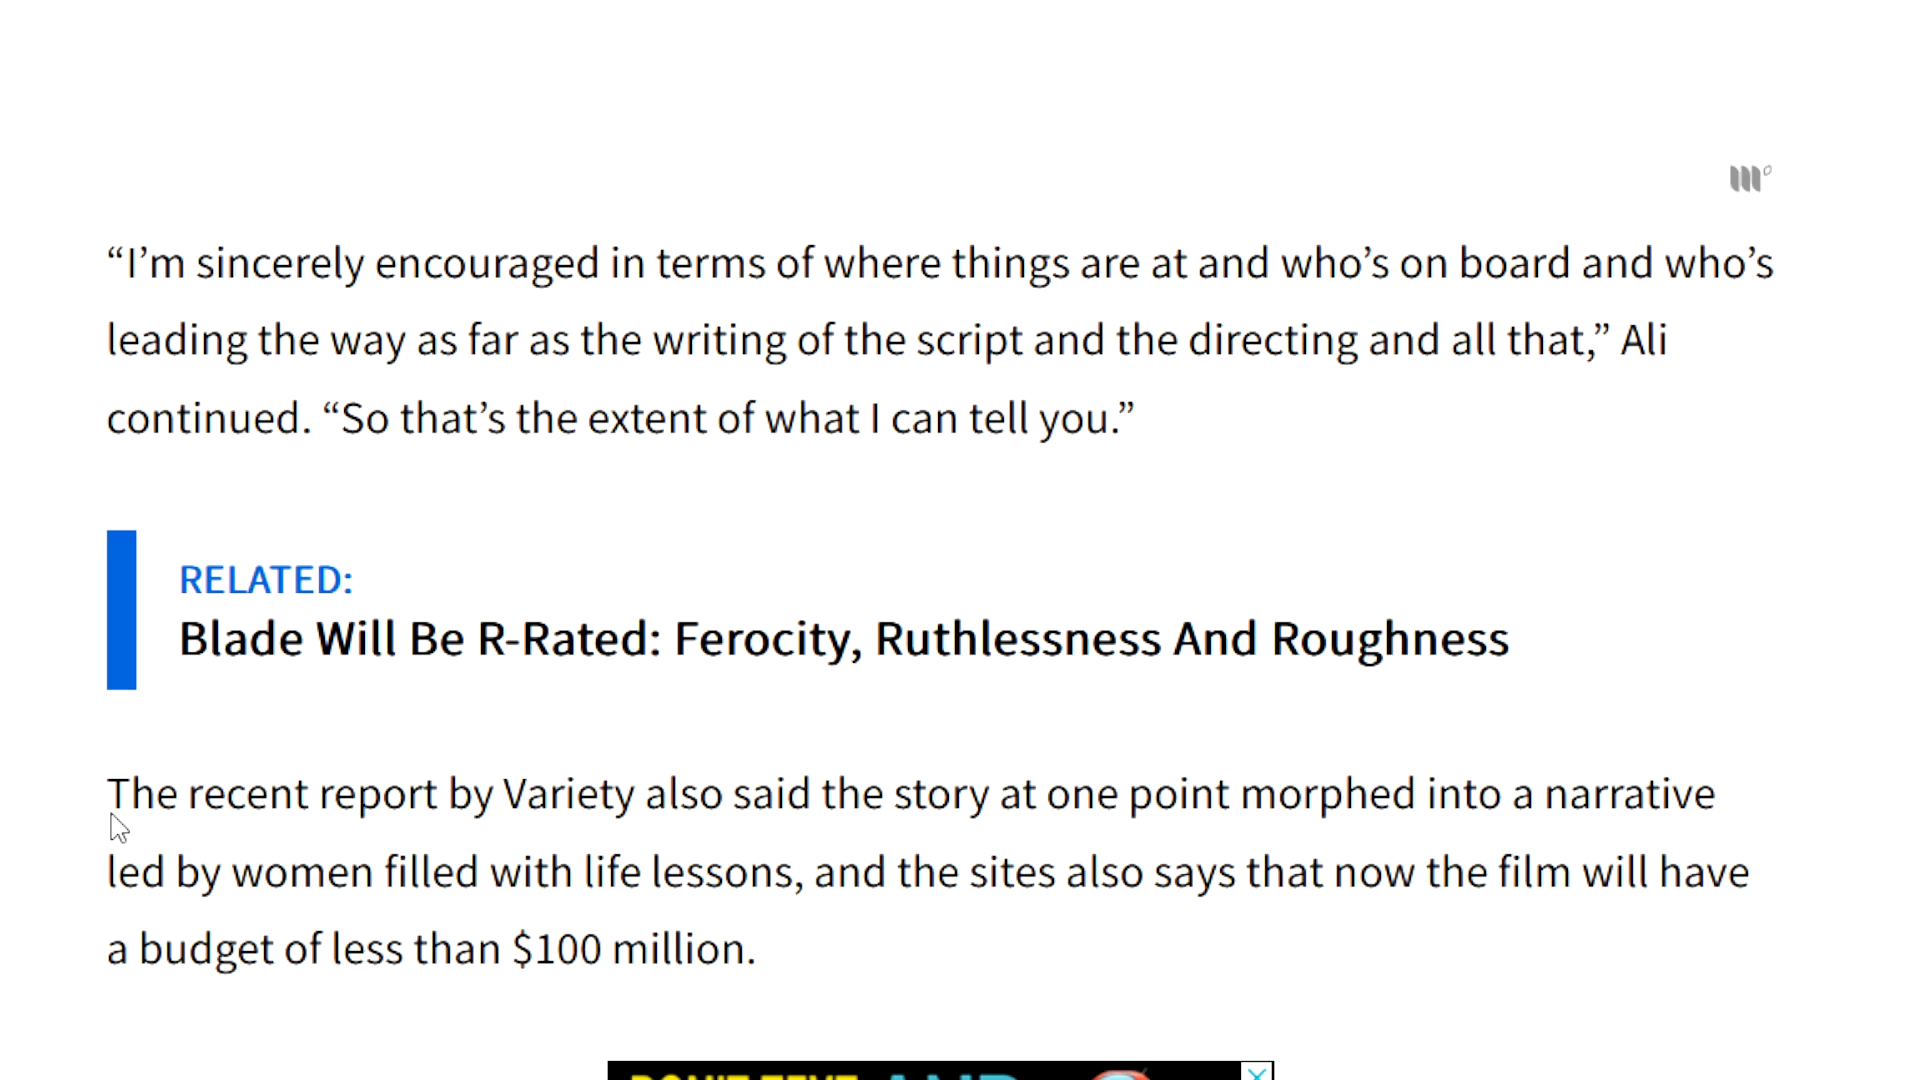 “I’m sincerely encouraged in terms of where things are at and who’s on board and who’s
leading the way as far as the writing of the script and the directing and all that,” Ali
continued. “So that’s the extent of what I can tell you.”
RELATED:
Blade Will Be R-Rated: Ferocity, Ruthlessness And Roughness
The recent report by Variety also said the story at one point morphed into a narrative
led by women filled with life lessons, and the sites also says that now the film will have
a budget of less than $100 million.